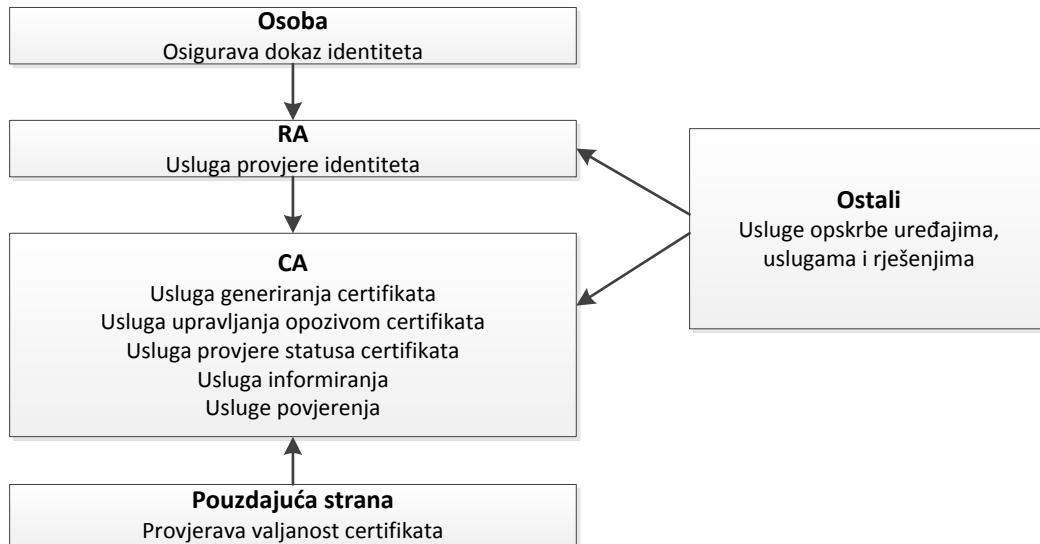 Osoba
Osigurava dokaz identiteta
RA
Usluga provjere identiteta
CA
Usluga generiranja certifikata
Usluga upravljanja opozivom certifikata
Usluga provjere statusa certifikata
Usluga informiranja
Usluge povjerenja
Ostali
Usluge opskrbe uređajima,
uslugama i rješenjima
Pouzdajuća strana
Provjerava valjanost certifikata